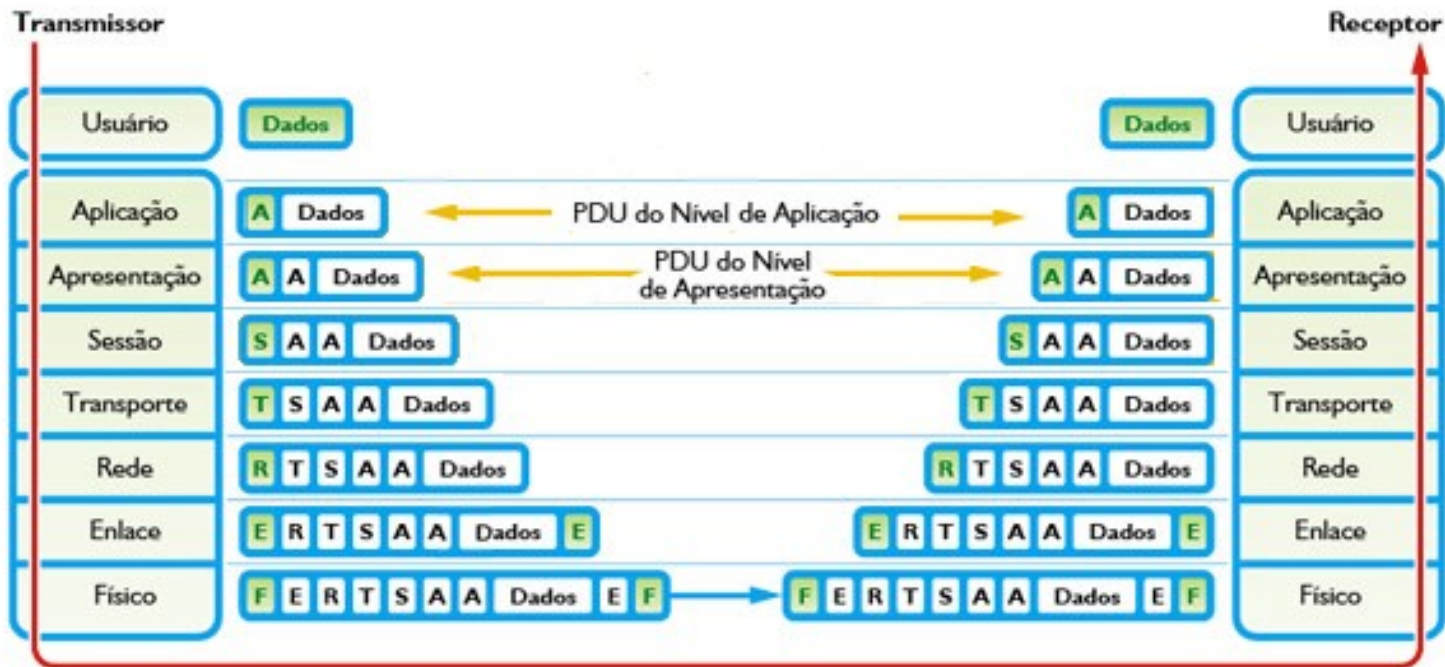 Transmissor Receptor
Usuário Dados Dados Usuário
Aplicação A Dados PDU do Nível de Aplicação A Dados Aplicação
Apresentação A A Dados PDU do Nível A A Dados Apresentação
de Apresentação
Sessão S A A Dados S A A Dados Sessão
Transporte T S A A Dados T S A A Dados Transporte
Rede R T S A A Dados R T S A A Dados Rede
Enlace E R T S A A Dados E E R T S A A Dados E Enlace
Físico F E R T S A A Dados E F F E R T S A A Dados E F Físico